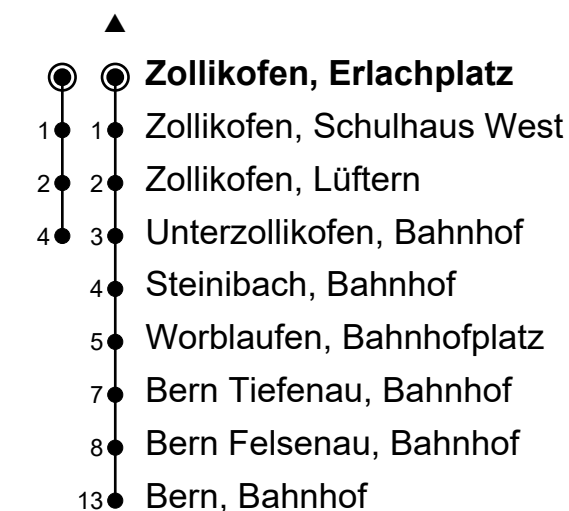 Zollikofen, Erlachplatz
1 1 Zollikofen, Schulhaus West
2 2 Zollikofen, Lüftern
4 3 Unterzollikofen, Bahnhof
4 Steinibach, Bahnhof
5 Worblaufen, Bahnhofplatz
7 Bern Tiefenau, Bahnhof
8 Bern Felsenau, Bahnhof
13 Bern, Bahnhof